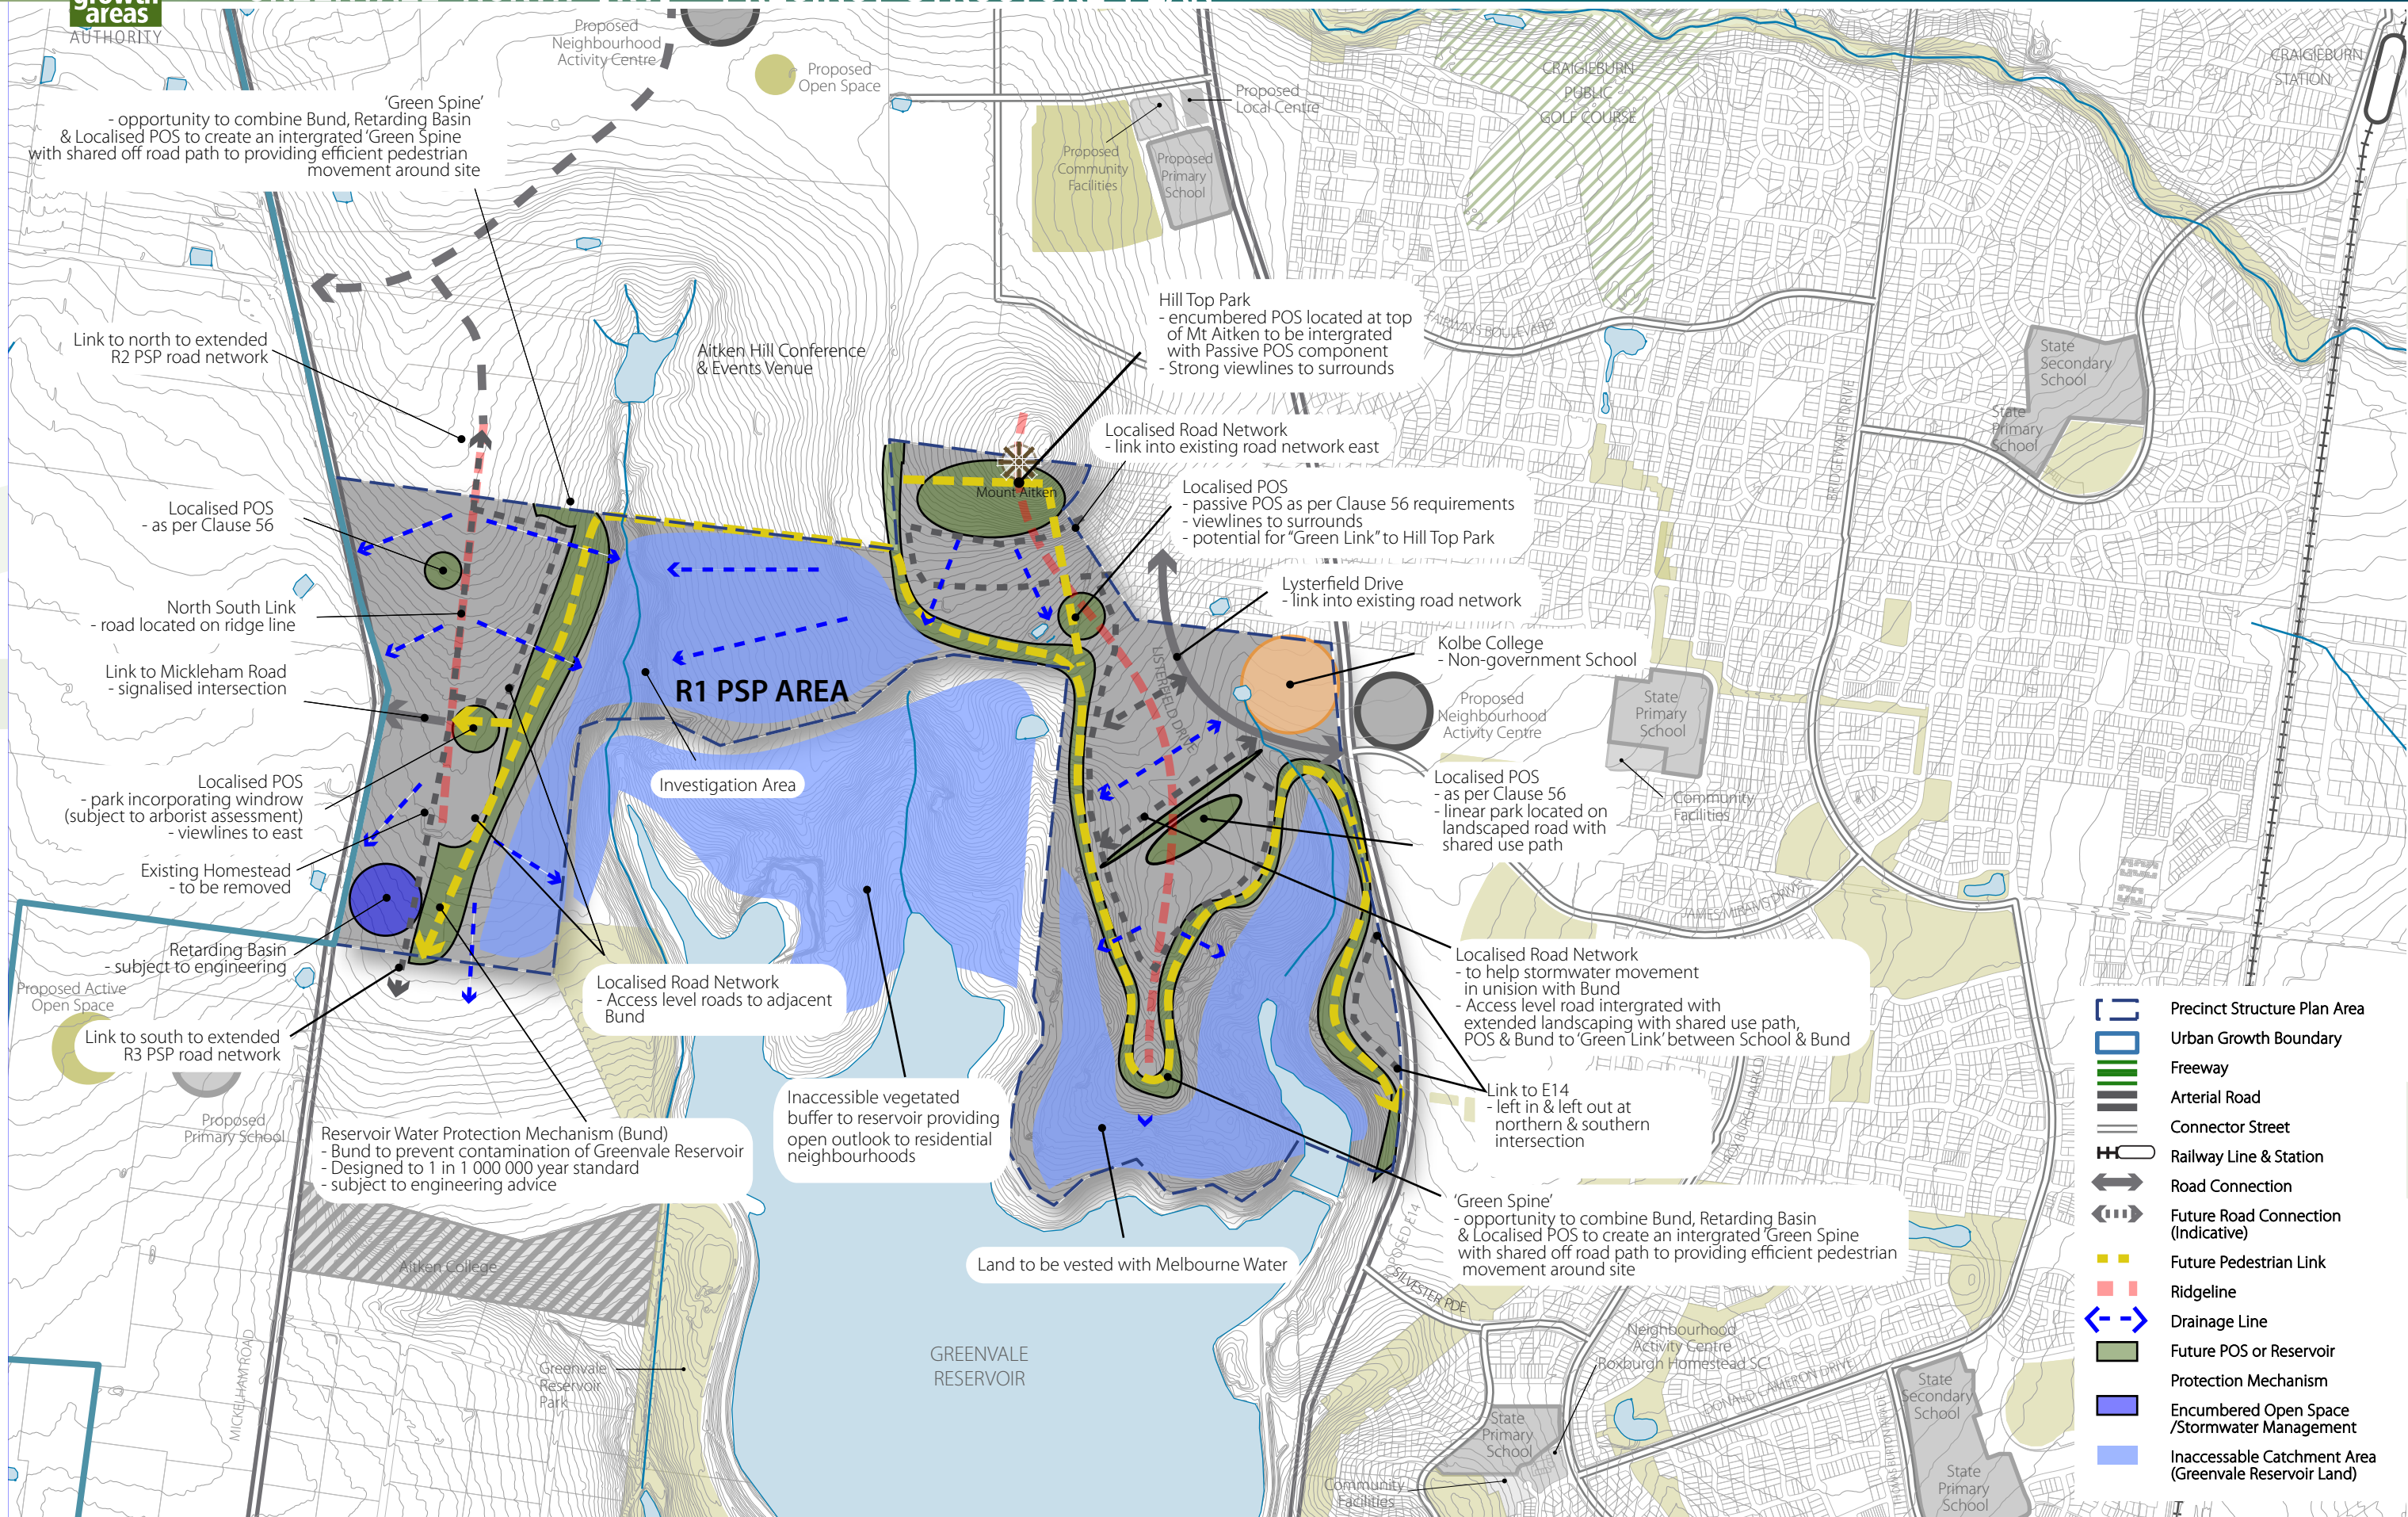 growth
areas
AUTHORITY
Proposed
Neighbourhood
Activity Centre
Proposed
Open Space
'Green Spine'
- opportunity to combine Bund, Retarding Basin
& Localised POS to create an intergrated 'Green Spine
with shared off road path to providing efficient pedestrian
movement around site
Proposed
Local Centre
Proposed
Community
Facilities
Proposed
Primary
School
CRAIGIEBURN
PUBLIC
GOLF COURSE
CRAIGIEBURN
STATION
Link to north to extended
R2 PSP road network
Aitken Hill Conference
& Events Venue
Hill Top Park
- encumbered POS located at top
of Mt Aitken to be intergrated
with Passive POS component
- Strong viewlines to surrounds
FAIRWAYS BOULEVARD
State
Secondary
School
State
Primary
School
BRIDGEWATER DRIVE
Localised Road Network
- link into existing road network east
Mount Aitken
Localised POS
- passive POS as per Clause 56 requirements
- viewlines to surrounds
- potential for "Green Link" to Hill Top Park
Localised POS
- as per Clause 56
Lysterfield Drive
- link into existing road network
North South Link
- road located on ridge line
Kolbe College
- Non-government School
Link to Mickleham Road
- signalised intersection
R1 PSP AREA
LISTERFIELD DRIVE
Proposed
Neighbourhood
Activity Centre
State
Primary
School
Investigation Area
Localised POS
- park incorporating windrow
(subject to arborist assessment)
- viewlines to east
Localised POS
- as per Clause 56
- linear park located on
landscaped road with
shared use path
Community
Facilities
Existing Homestead
- to be removed
JAMES MIRAMS DRIVE
Retarding Basin
- subject to engineering
Proposed Active
Open Space
Localised Road Network
- Access level roads to adjacent
Bund
Localised Road Network
- to help stormwater movement
in unision with Bund
- Access level road intergrated with
extended landscaping with shared use path,
POS & Bund to 'Green Link' between School & Bund
Link to south to extended
R3 PSP road network
Proposed
Primary School
Inaccessible vegetated
buffer to reservoir providing
open outlook to residential
neighbourhoods
Link to E14
- left in & left out at
northern & southern
intersection
Reservoir Water Protection Mechanism (Bund)
- Bund to prevent contamination of Greenvale Reservoir
- Designed to 1 in 1 000 000 year standard
- subject to engineering advice
'Green Spine'
- opportunity to combine Bund, Retarding Basin
& Localised POS to create an intergrated 'Green Spine
with shared off road path to providing efficient pedestrian
movement around site
Land to be vested with Melbourne Water
Aitken College
SILVESTER PDE
MICKELHAM ROAD
Greenvale
Reservoir
Park
GREENVALE
RESERVOIR
Neighbourhood
Activity Centre
'Roxburgh Homestead SC'
DONALD CAMERON DRIVE
State
Primary
School
Community
Facilities
State
Secondary
School
State
Primary
School
Precinct Structure Plan Area
Urban Growth Boundary
Freeway
Arterial Road
Connector Street
Railway Line & Station
Road Connection
Future Road Connection
(Indicative)
Future Pedestrian Link
Ridgeline
Drainage Line
Future POS or Reservoir
Protection Mechanism
Encumbered Open Space
/Stormwater Management
Inaccessable Catchment Area
(Greenvale Reservoir Land)